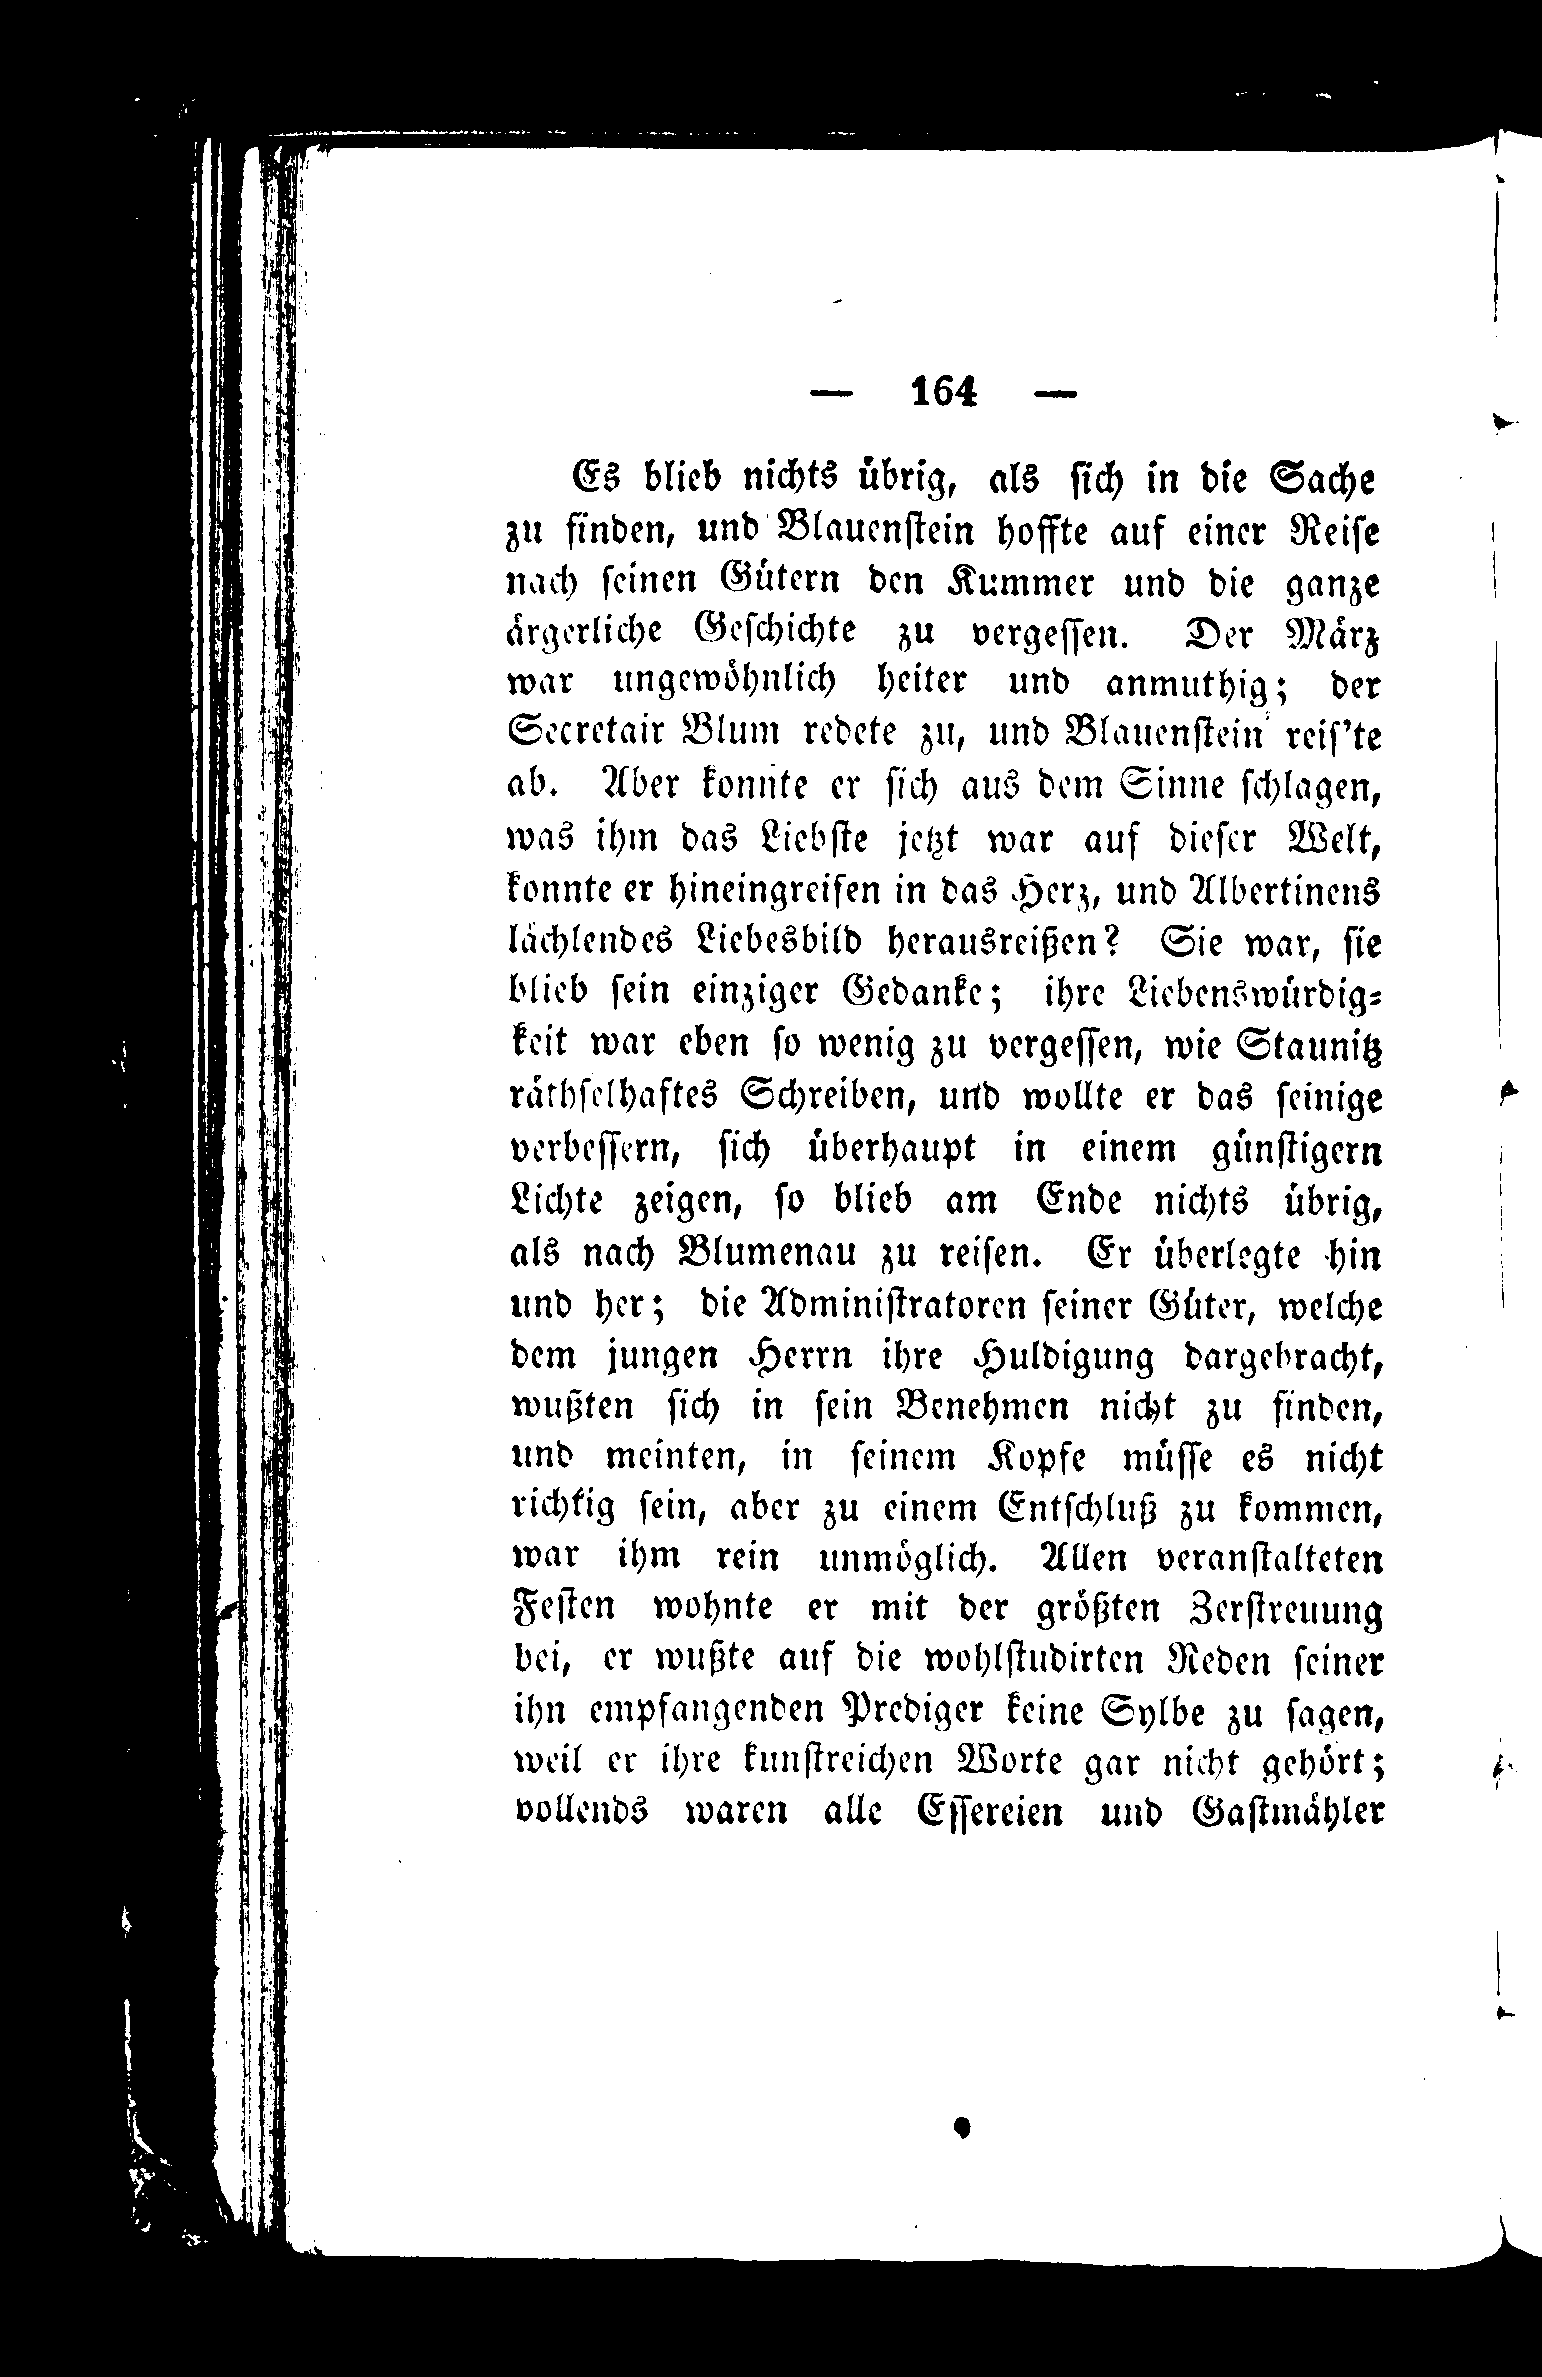 — 164 —
Es blieb nichts übrig, als sich in die Sache
zu finden, und Blauenstein hoffte auf einer Reise
nach seinen Gütern den Kummer und die ganze
ärgerliche Geschichte zu vergessen. Der März
war ungewöhnlich heiter und anmuthig; der
Secretair Blum redete zu, und Blauenstein reis'te
ab. Aber konnte er sich aus dem Sinne schlagen,
was ihm das Liebste jetzt war auf dieser Welt,
konnte er hineingreifen in das Herz, und Albertinens
lächlendes Liebesbild herausreißen? Sie war, sie
blieb sein einziger Gedanke; ihre Liebenswürdig-
keit war eben so wenig zu vergessen, wie Staunitz
räthselhaftes Schreiben, und wollte er das seinige
verbessern, sich überhaupt in einem günstigern
Lichte zeigen, so blieb am Ende nichts übrig,
als nach Blumenau zu reisen. Er überlegte hin
und her; die Administratoren seiner Güter, welche
dem jungen Herrn ihre Huldigung dargebracht,
wußten sich in sein Benehmen nicht zu finden,
und meinten, in seinem Kopfe müsse es nicht
richtig sein, aber zu einem Entschluß zu kommen,
war ihm rein unmöglich. Allen veranstalteten
Festen wohnte er mit der größten Zerstreuung
bei, er wußte auf die wohlstudirten Reden seiner
ihn empfangenden Prediger keine Sylbe zu sagen,
weil er ihre kunstreichen Worte gar nicht gehört;
vollends waren alle Essereien und Gastmähler